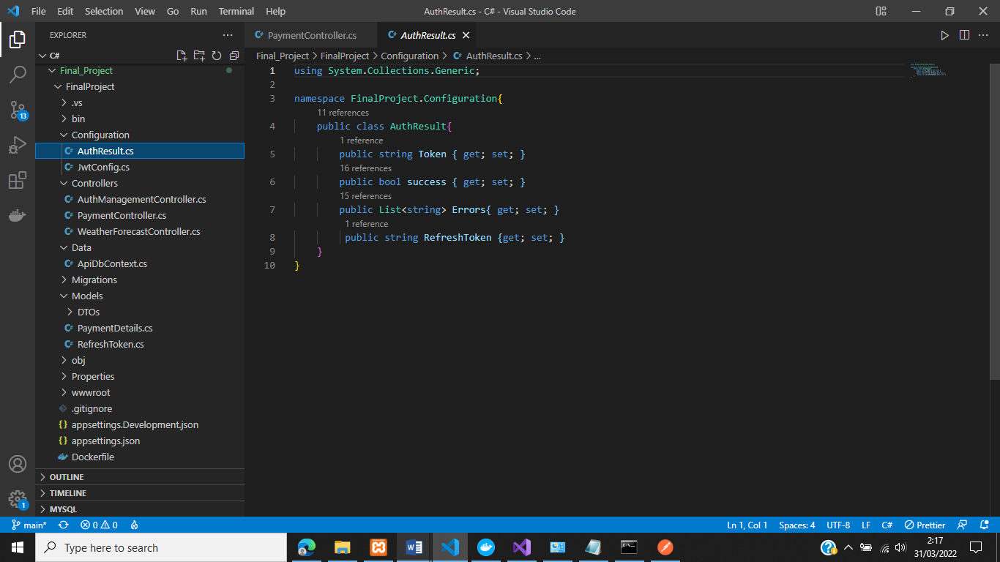 File Edit Selection View Go Run Terminal Help
AuthResult.cs - C# - Visual Studio Code
EXPLORER
C#
Final_Project
FinalProject
.vs
bin
Configuration
AuthResult.cs
JwtConfig.cs
Controllers
AuthManagementController.cs
PaymentController.cs
WeatherForecastController.cs
Data
ApiDbContext.cs
Migrations
Models
DTOs
PaymentDetails.cs
RefreshToken.cs
obj
Properties
wwwroot
.gitignore
appsettings.Development.json
appsettings.json
Dockerfile
OUTLINE
TIMELINE
MYSQL
13
1
PaymentController.cs
AuthResult.cs
Final_Project > FinalProject > Configuration > AuthResult.cs > ...
1 using System.Collections.Generic;
2
3 namespace FinalProject.Configuration{
11 references
4 public class AuthResult{
1 reference
5 public string Token { get; set; }
16 references
6 public bool success { get; set; }
15 references
7 public List<string> Errors{ get; set; }
1 reference
8 public string RefreshToken {get; set; }
9 }
10 }
main* 0 0 Ln 1, Col 1 Spaces: 4 UTF-8 LF C# Prettier
Type here to search
2:17
31/03/2022